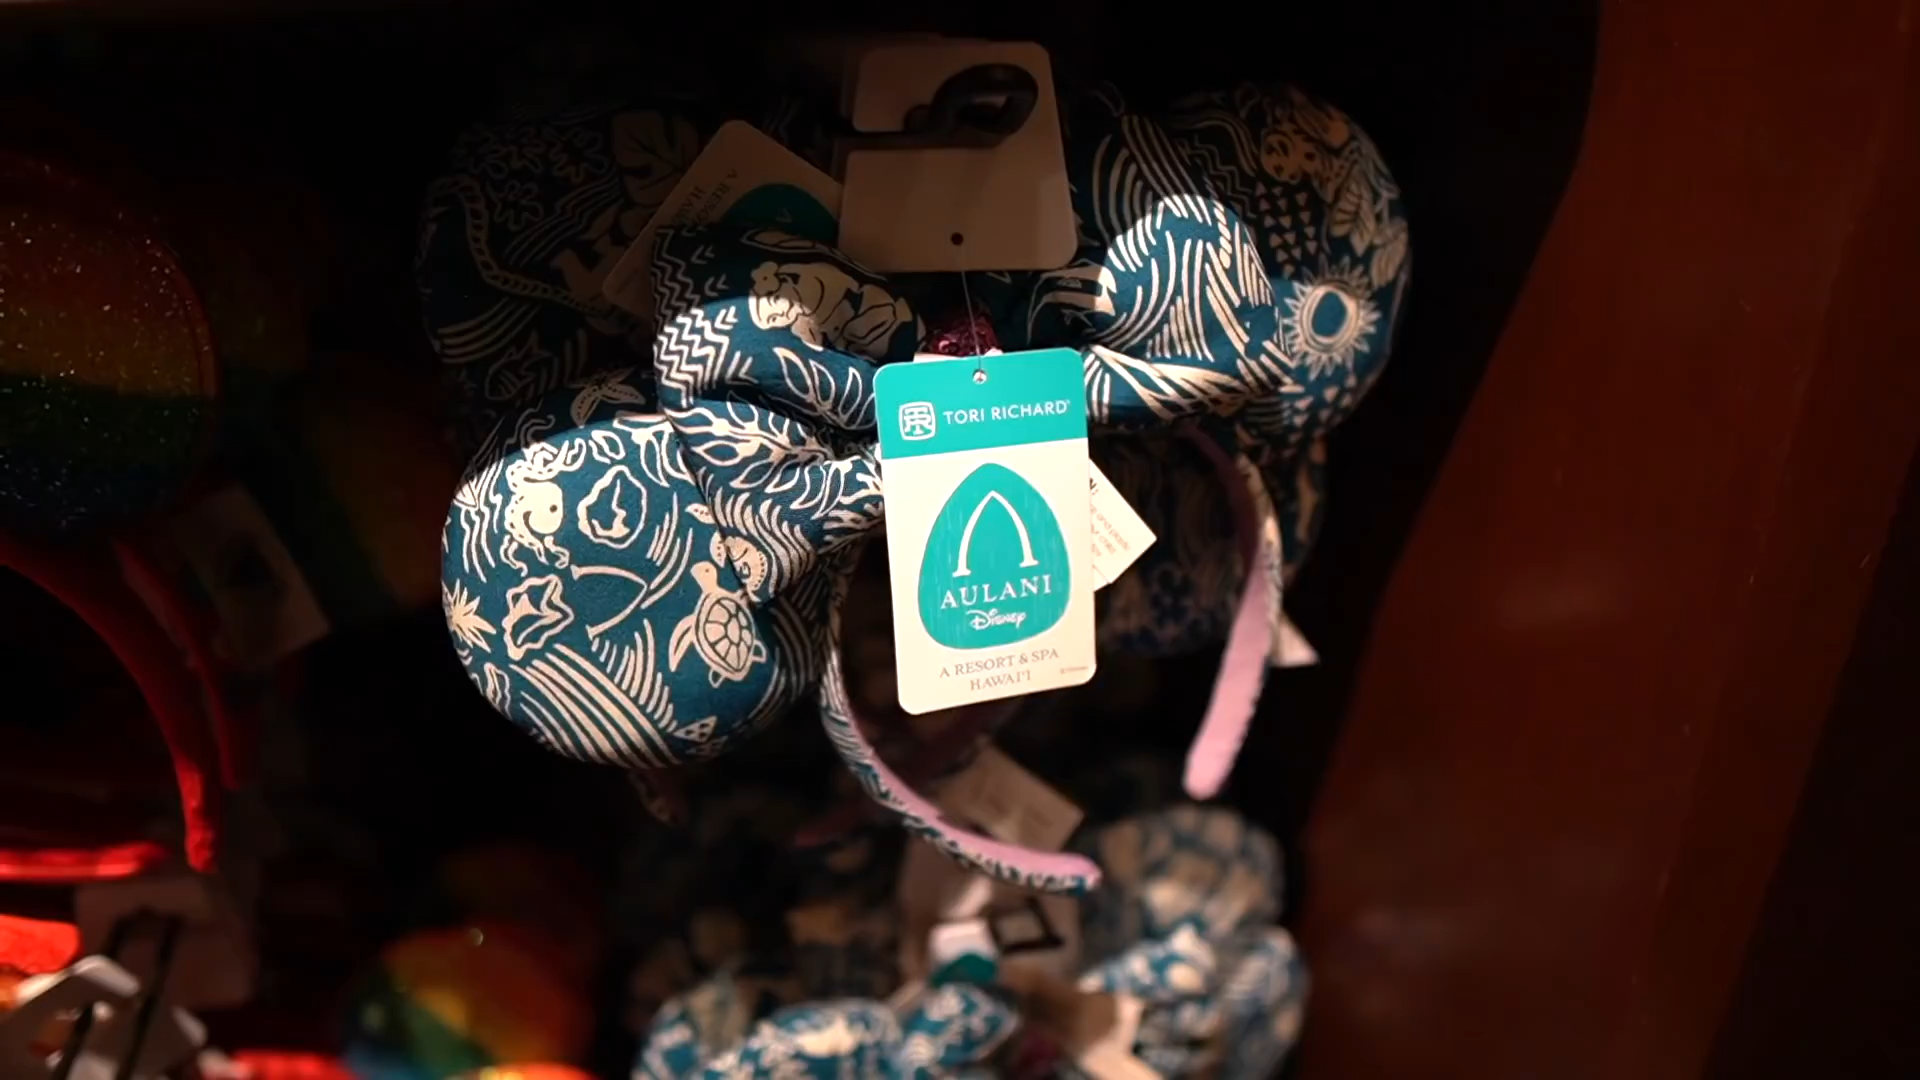 TORI RICHARD
AULANI
Disney
A RESORT & SPA
HAWAI'I